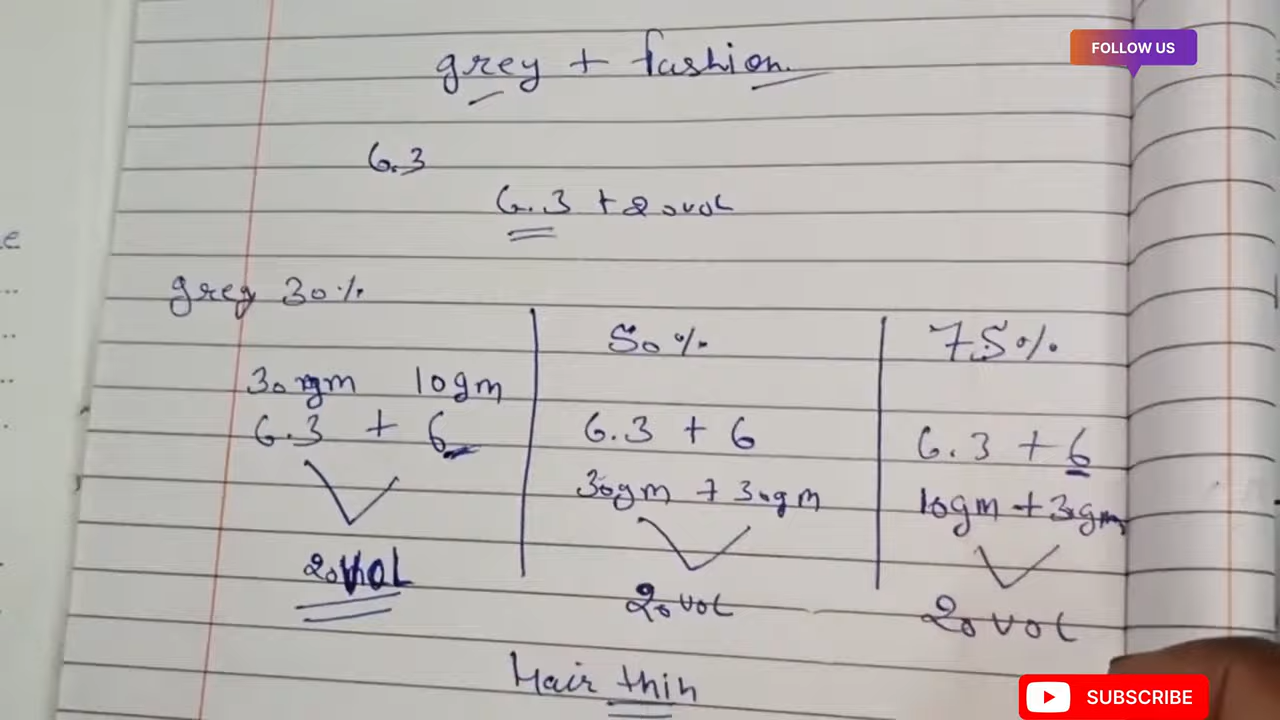 FOLLOW US
grey + fashion.
6.3
6.3 + 20vol
grey 30%
30gm 10gm
6.3 + 6
20vol
50%
6.3 + 6
30gm + 30gm
20vol
75%
6.3 + 6
10gm + 30gm
20vol
Hair thin
SUBSCRIBE